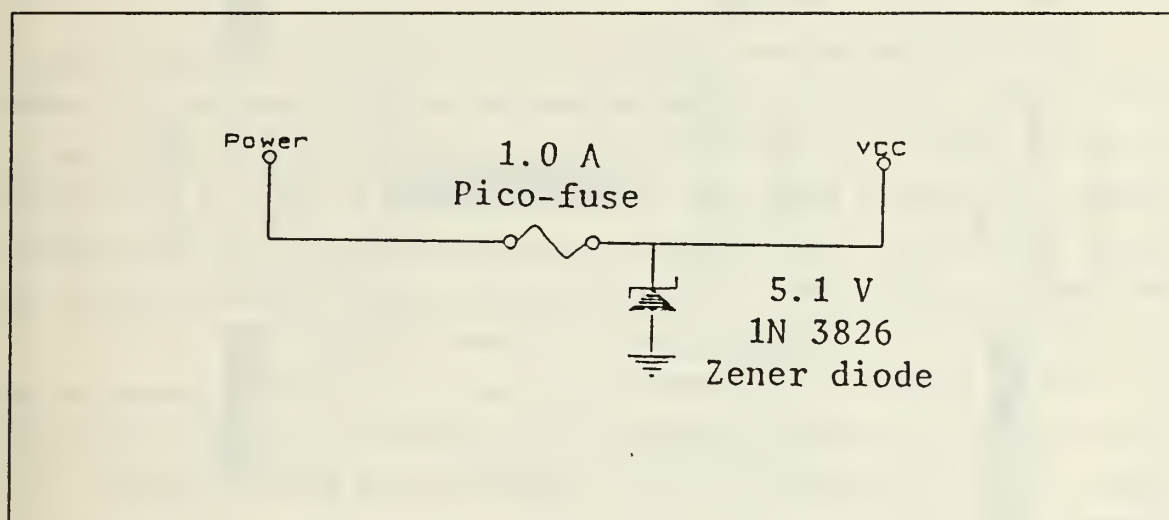 Power
1.0 A
Pico-fuse
vcc
5.1 V
1N 3826
Zener diode